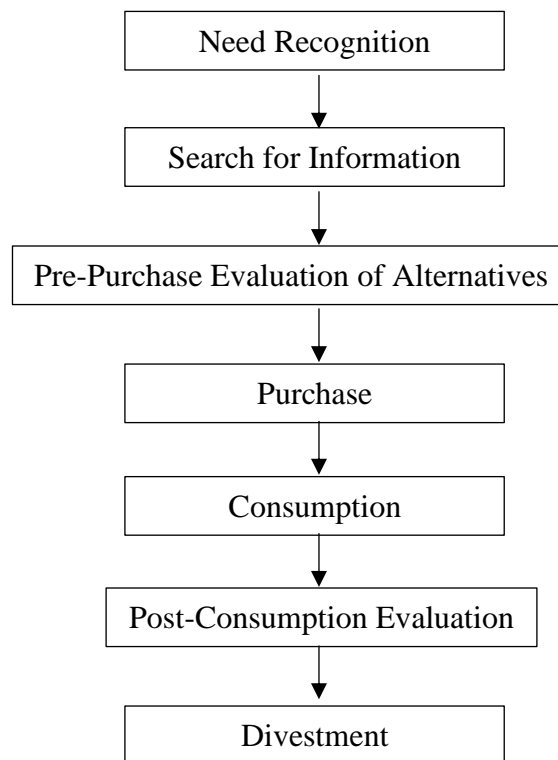 Need Recognition
Search for Information
Pre-Purchase Evaluation of Alternatives
Purchase
Consumption
Post-Consumption Evaluation
Divestment